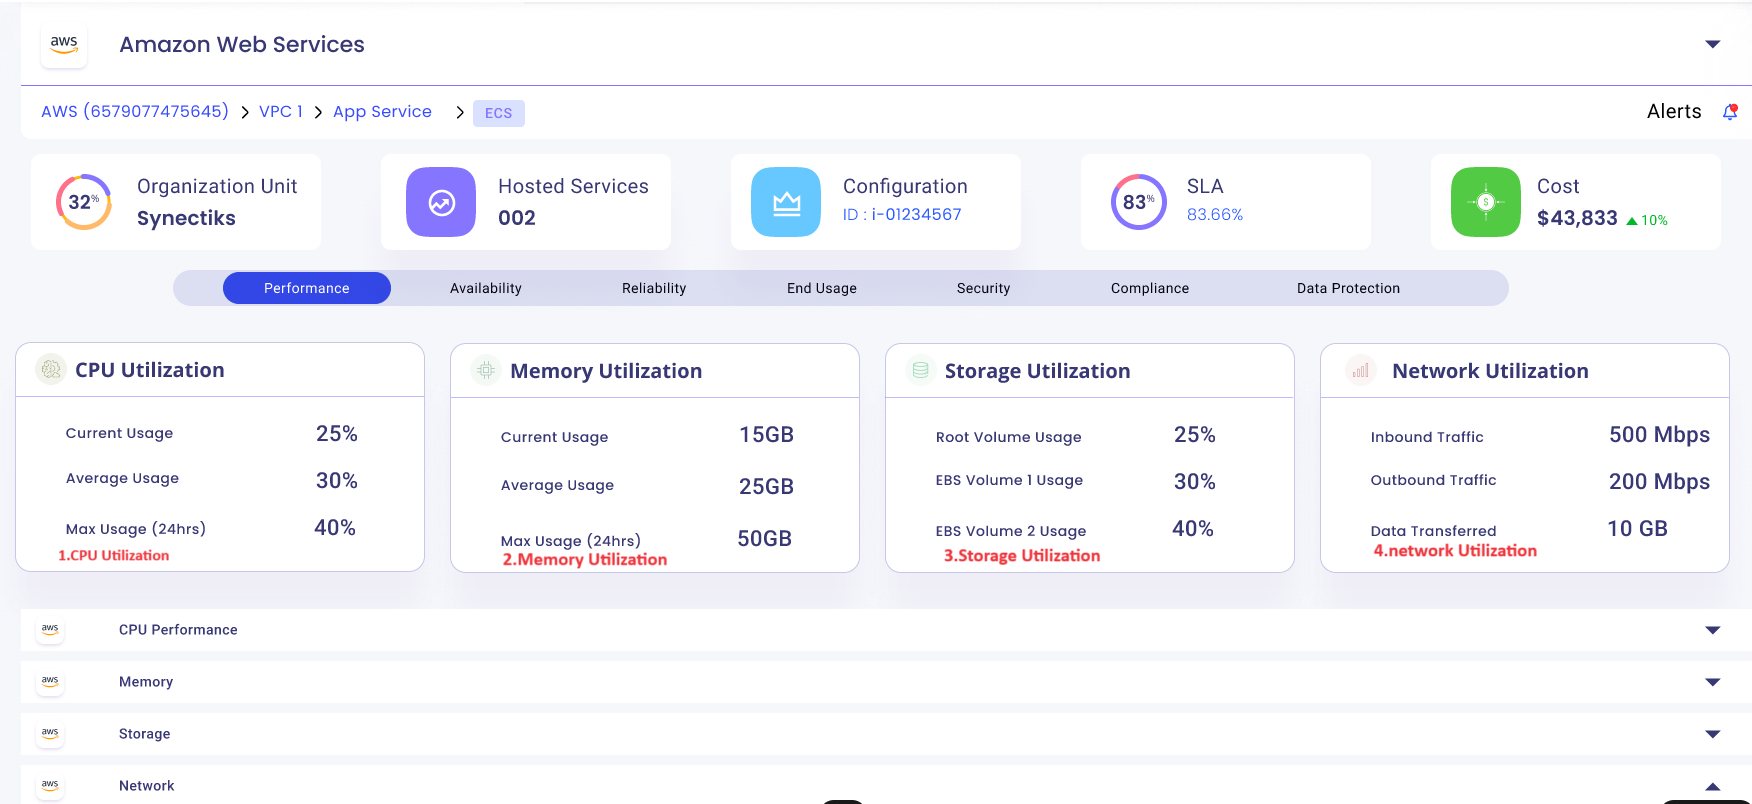 aws
Amazon Web Services
AWS (6579077475645) > VPC 1 > App Service > ECS
Alerts
32%
Organization Unit
Synectiks
Hosted Services
002
Configuration
ID : i-01234567
83%
SLA
83.66%
$
Cost
$43,833 ▲ 10%
Performance Availability Reliability End Usage Security Compliance Data Protection
CPU Utilization
Current Usage 25%
Average Usage 30%
Max Usage (24hrs) 40%
1.CPU Utilization
Memory Utilization
Current Usage 15GB
Average Usage 25GB
Max Usage (24hrs) 50GB
2.Memory Utilization
Storage Utilization
Root Volume Usage 25%
EBS Volume 1 Usage 30%
EBS Volume 2 Usage 40%
3.Storage Utilization
Network Utilization
Inbound Traffic 500 Mbps
Outbound Traffic 200 Mbps
Data Transferred 10 GB
4.network Utilization
aws CPU Performance
aws Memory
aws Storage
aws Network